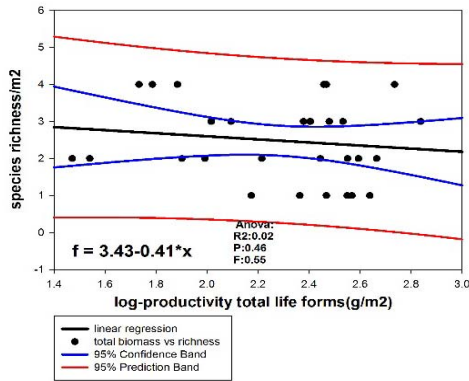 6
5
4
3
2
1
0
-1
species richness/m2
Anova:
R2:0.02
P:0.46
F:0.55
f = 3.43-0.41*x
1.4 1.6 1.8 2.0 2.2 2.4 2.6 2.8 3.0
log-productivity total life forms(g/m2)
linear regression
total biomass vs richness
95% Confidence Band
95% Prediction Band